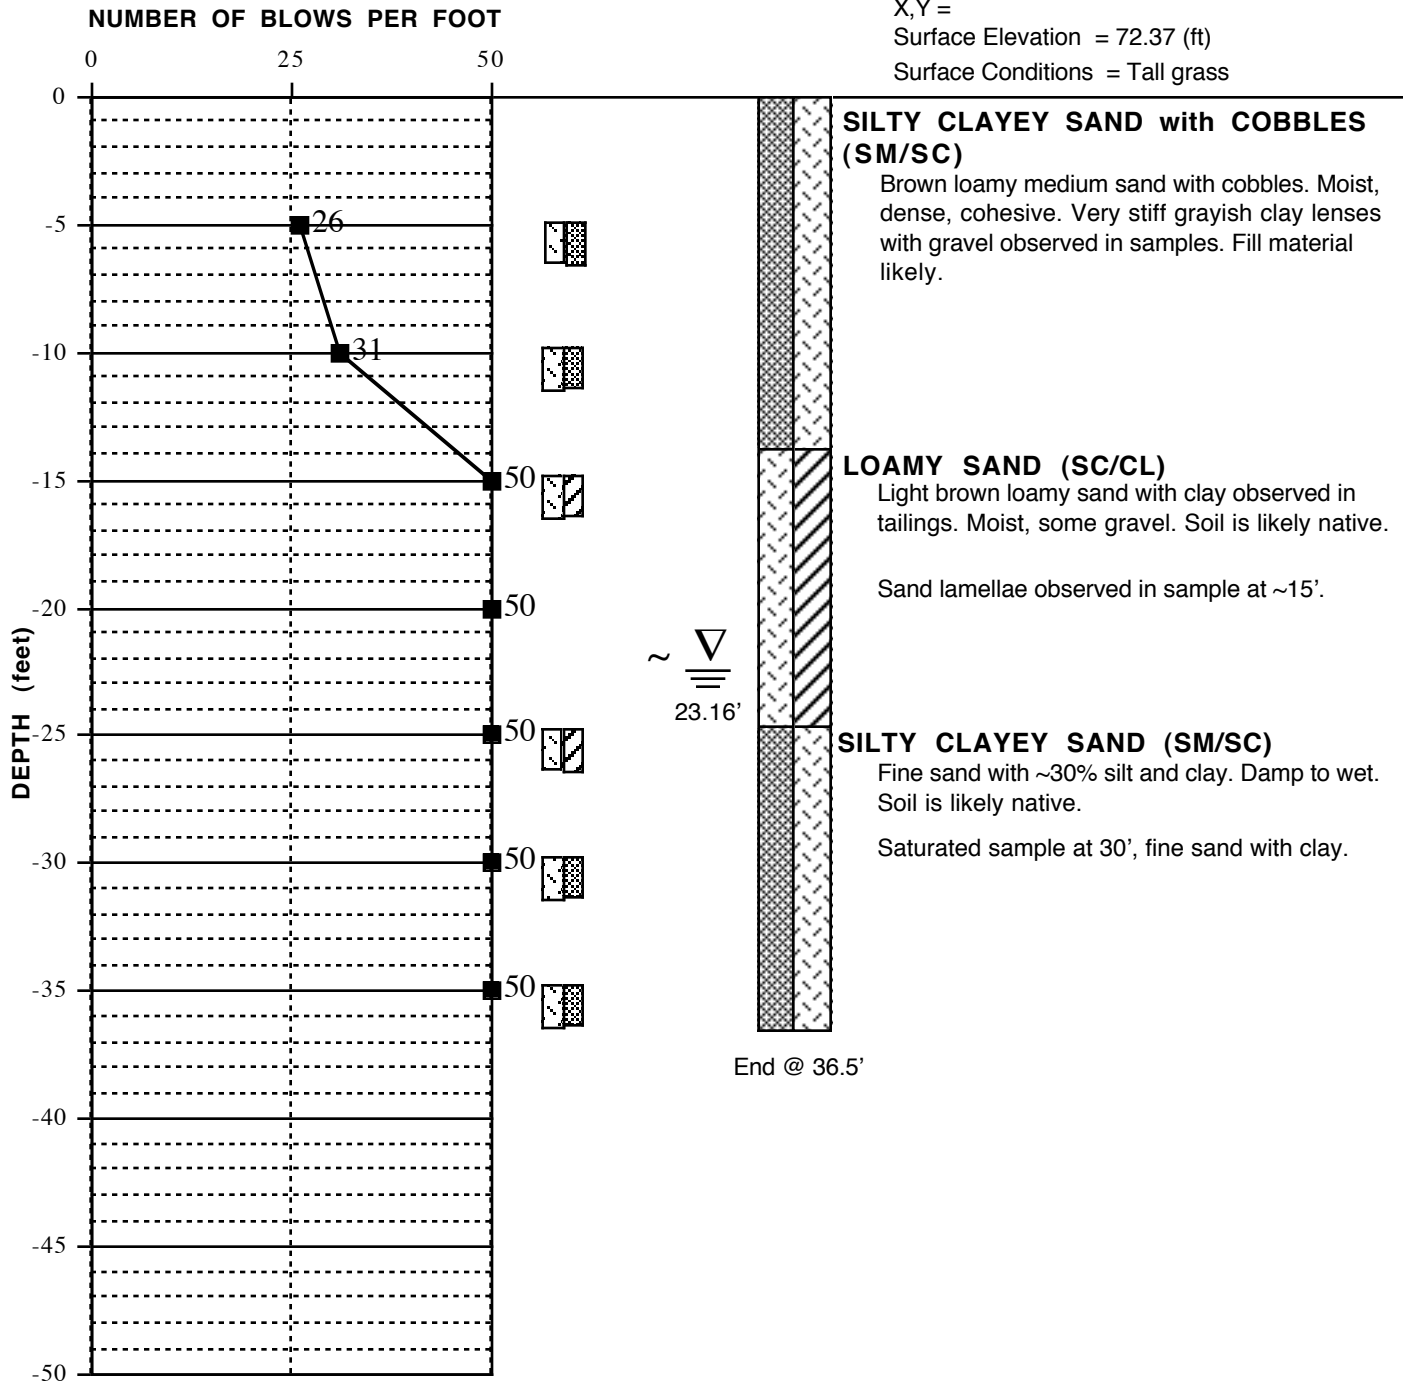 X,Y =
NUMBER OF BLOWS PER FOOT
Surface Elevation = 72.37 (ft)
0 25 50
Surface Conditions = Tall grass
0
SILTY CLAYEY SAND with COBBLES
(SM/SC)
Brown loamy medium sand with cobbles. Moist,
dense, cohesive. Very stiff grayish clay lenses
with gravel observed in samples. Fill material
likely.
-5
26
-10
31
LOAMY SAND (SC/CL)
Light brown loamy sand with clay observed in
tailings. Moist, some gravel. Soil is likely native.
-15
50
Sand lamellae observed in sample at ~15’.
-20
50
~ ∇
23.16’
DEPTH (feet)
-25
50
SILTY CLAYEY SAND (SM/SC)
Fine sand with ~30% silt and clay. Damp to wet.
Soil is likely native.
Saturated sample at 30’, fine sand with clay.
-30
50
-35
50
End @ 36.5’
-40
-45
-50